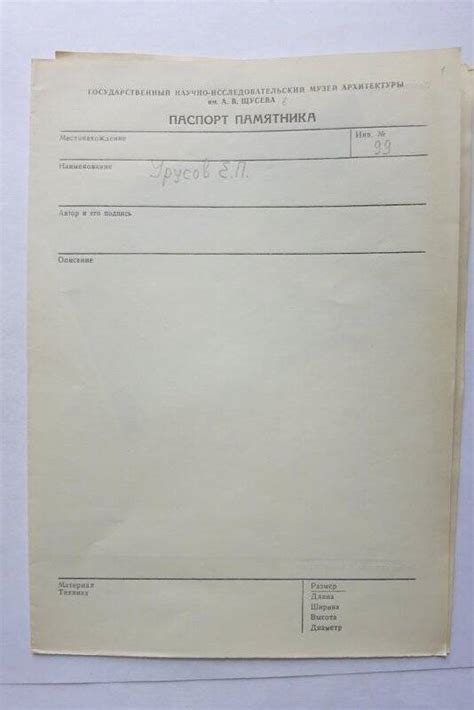 ГОСУДАРСТВЕННЫЙ НАУЧНО-ИССЛЕДОВАТЕЛЬСКИЙ МУЗЕЙ АРХИТЕКТУРЫ
им. А. В. ЩУСЕВА
ПАСПОРТ ПАМЯТНИКА
Местонахождение
Инв. №
99
Наименование
Урусов Е.П.
Автор и его подпись
Описание
Материал
Техника
Размер
Длина
Ширина
Высота
Диаметр